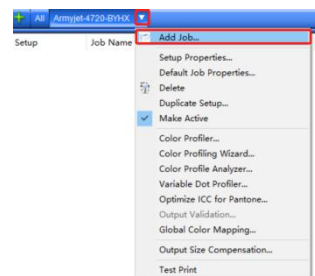 All Armyjet-4720-BYHX
Setup Job Name
Add Job...
Setup Properties...
Default Job Properties...
Delete
Duplicate Setup...
Make Active
Color Profiler...
Color Profiling Wizard...
Color Profile Analyzer...
Variable Dot Profiler...
Optimize ICC for Pantone...
Output Validation...
Global Color Mapping...
Output Size Compensation...
Test Print